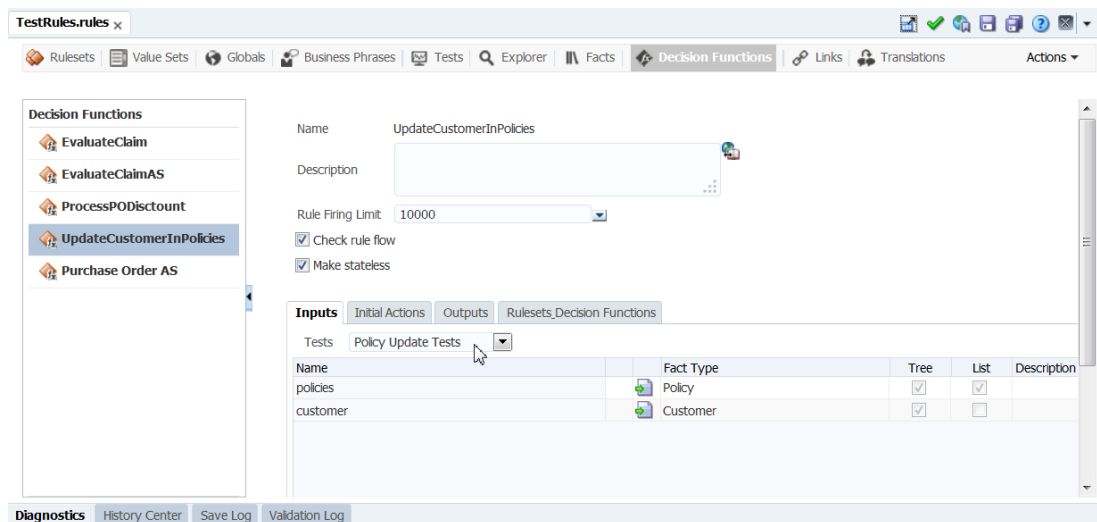 TestRules.rules
Rulesets Value Sets Globals Business Phrases Tests Explorer Facts Decision Functions Links Translations Actions
Decision Functions
EvaluateClaim
EvaluateClaimAS
ProcessPODisctount
UpdateCustomerInPolicies
Purchase Order AS
Name UpdateCustomerInPolicies
Description
Rule Firing Limit 10000
Check rule flow
Make stateless
Inputs Initial Actions Outputs Rulesets_Decision Functions
Tests Policy Update Tests
Name Fact Type Tree List Description
policies Policy
customer Customer
Diagnostics History Center Save Log Validation Log